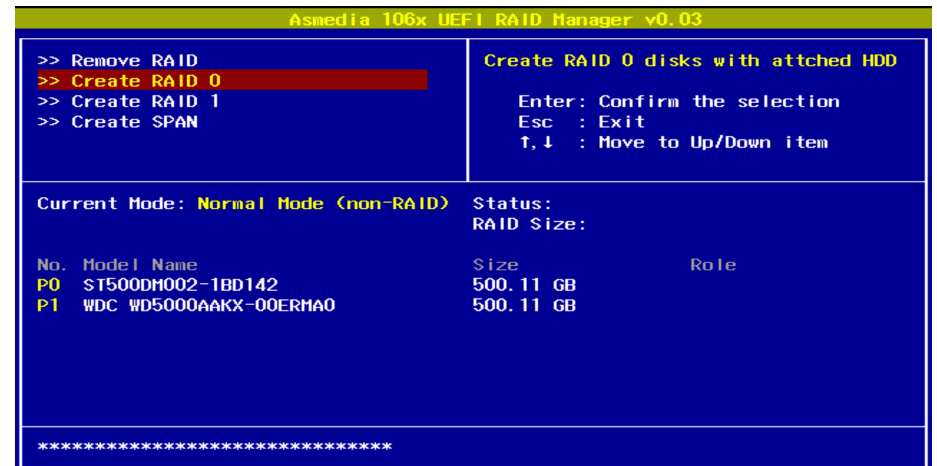 Asmedia 106x UEFI RAID Manager v0.03
>> Remove RAID
>> Create RAID 0
>> Create RAID 1
>> Create SPAN
Create RAID 0 disks with attched HDD
Enter: Confirm the selection
Esc : Exit
↑,↓ : Move to Up/Down item
Current Mode: Normal Mode (non-RAID)
Status:
RAID Size:
No. Model Name Size Role
P0 ST500DM002-1BD142 500.11 GB
P1 WDC WD5000AAKX-00ERMA0 500.11 GB
*******************************